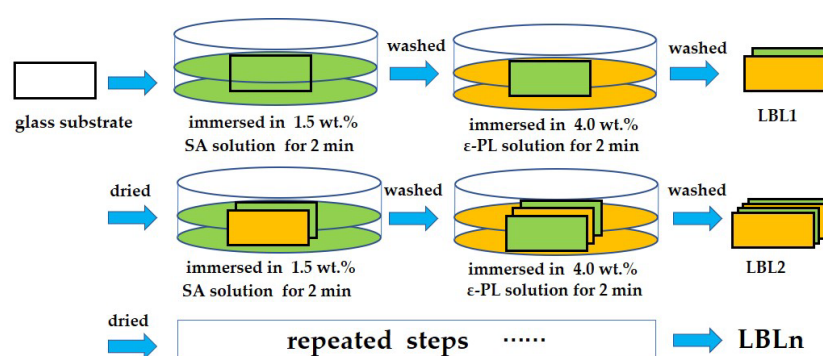 washed
washed
glass substrate
immersed in 1.5 wt.%
SA solution for 2 min
immersed in 4.0 wt.%
ε-PL solution for 2 min
LBL1
dried
washed
washed
immersed in 1.5 wt.%
SA solution for 2 min
immersed in 4.0 wt.%
ε-PL solution for 2 min
LBL2
dried
repeated steps ......
LBLn